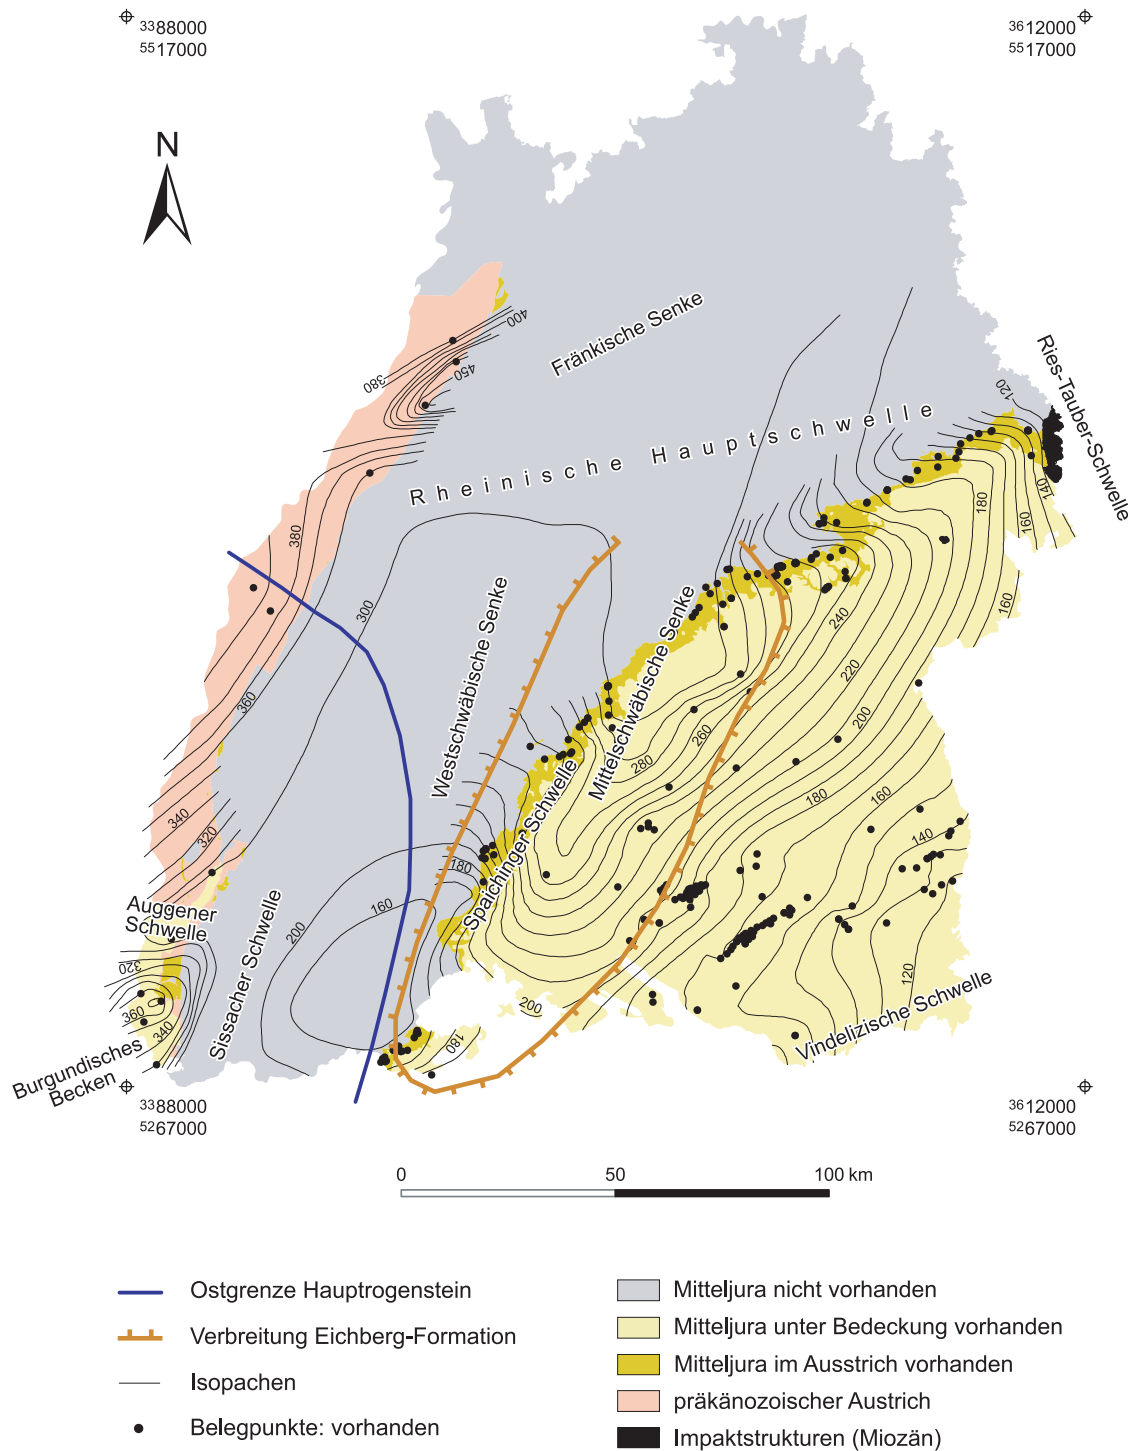 3388000
5517000
3612000
5517000
N
400
380
450
Fränkische Senke
Ries-Tauber-Schwelle
120
Rheinische Hauptschwelle
140
160
180
380
300
160
360
Westschwäbische Senke
Mittelschwäbische Senke
240
220
200
260
280
180
160
140
340
320
Spaichinger Schwelle
180
160
200
Auggener
Schwelle
Sissacher Schwelle
320
360
340
120
200
180
Vindelizische Schwelle
Burgundisches
Becken
3388000
5267000
3612000
5267000
0 50 100 km
Ostgrenze Hauptrogenstein
Verbreitung Eichberg-Formation
Isopachen
Belegpunkte: vorhanden
Mitteljura nicht vorhanden
Mitteljura unter Bedeckung vorhanden
Mitteljura im Ausstrich vorhanden
präkänozoischer Austrich
Impaktstrukturen (Miozän)